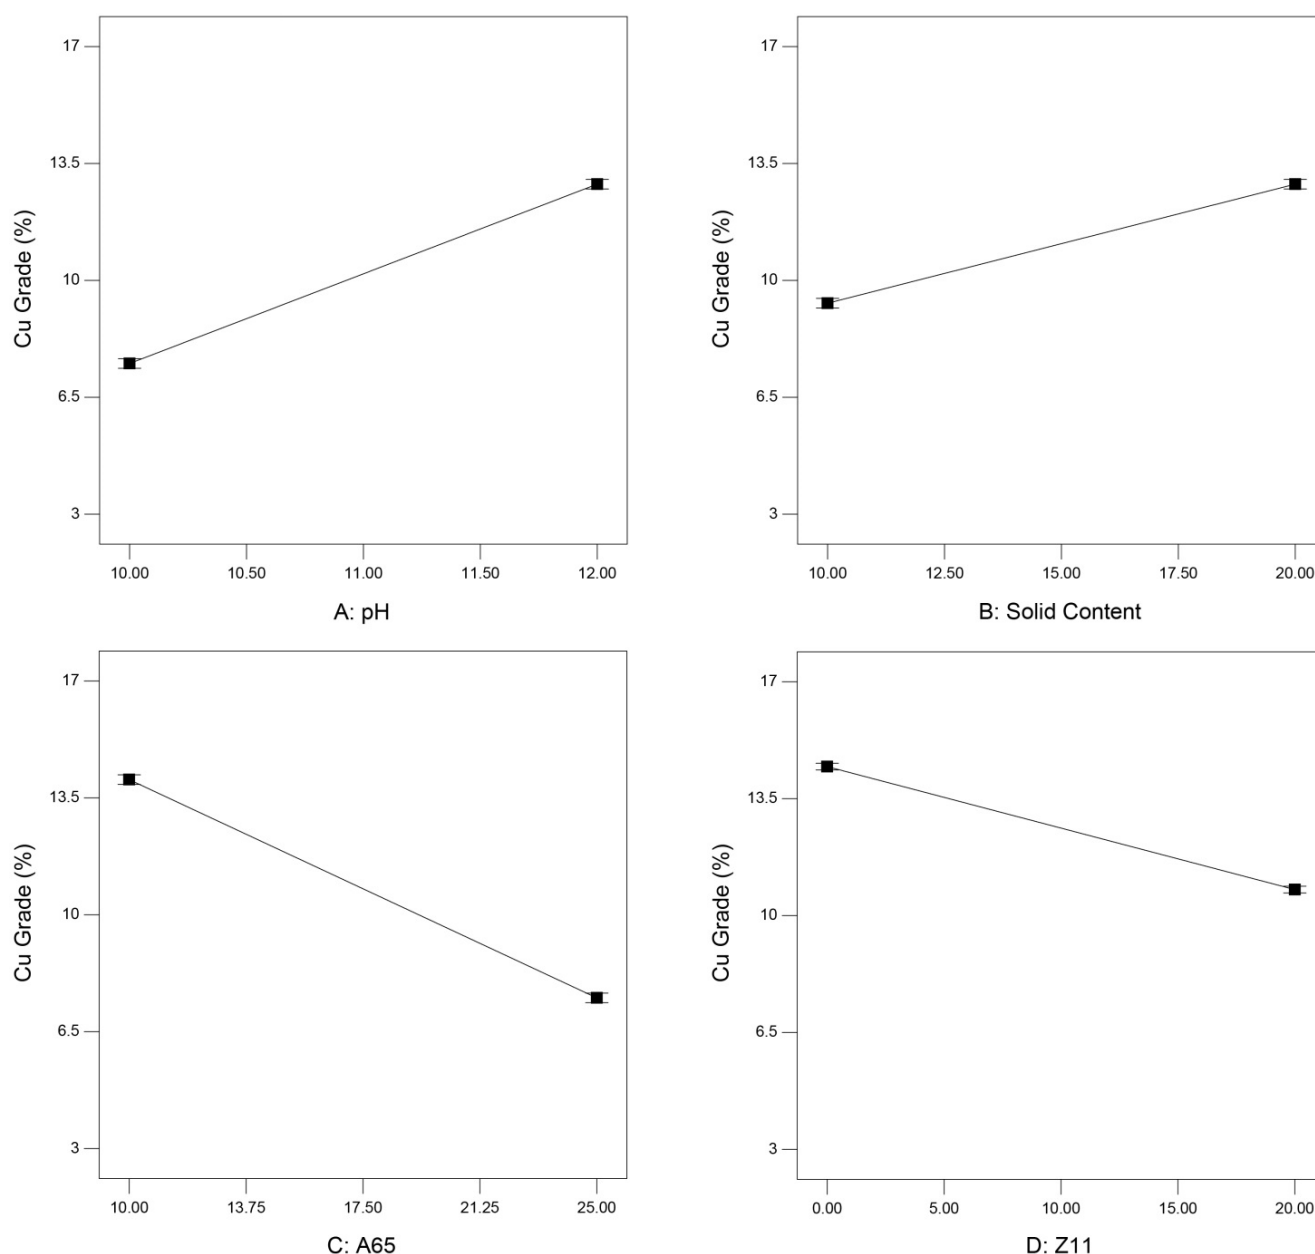 17
13.5
10
6.5
3
Cu Grade (%)
10.00 10.50 11.00 11.50 12.00
A: pH
17
13.5
10
6.5
3
Cu Grade (%)
10.00 12.50 15.00 17.50 20.00
B: Solid Content
17
13.5
10
6.5
3
Cu Grade (%)
10.00 13.75 17.50 21.25 25.00
C: A65
17
13.5
10
6.5
3
Cu Grade (%)
0.00 5.00 10.00 15.00 20.00
D: Z11